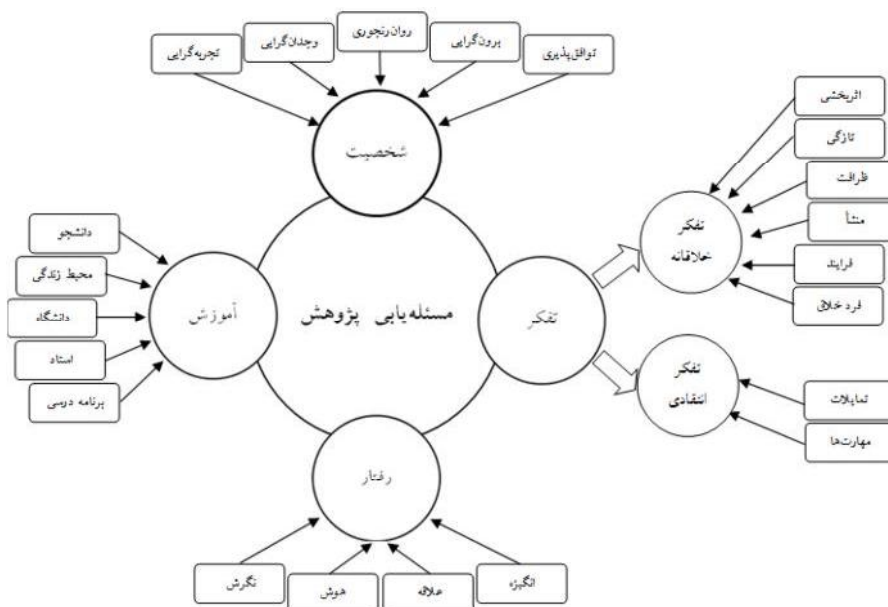 توافق‌پذیری
برون‌گرایی
روان‌رنجوری
وجدان‌گرایی
تجربه‌گرایی
شخصیت
اثربخشی
تازگی
ظرافت
منشأ
فرایند
فرد خلاق
تفکر
خلاقانه
تفکر
تفکر
انتقادی
تمایلات
مهارت‌ها
مسئله‌یابی پژوهش
آموزش
دانشجو
محیط زندگی
دانشگاه
استاد
برنامه درسی
رفتار
انگیزه
علاقه
هوش
نگرش